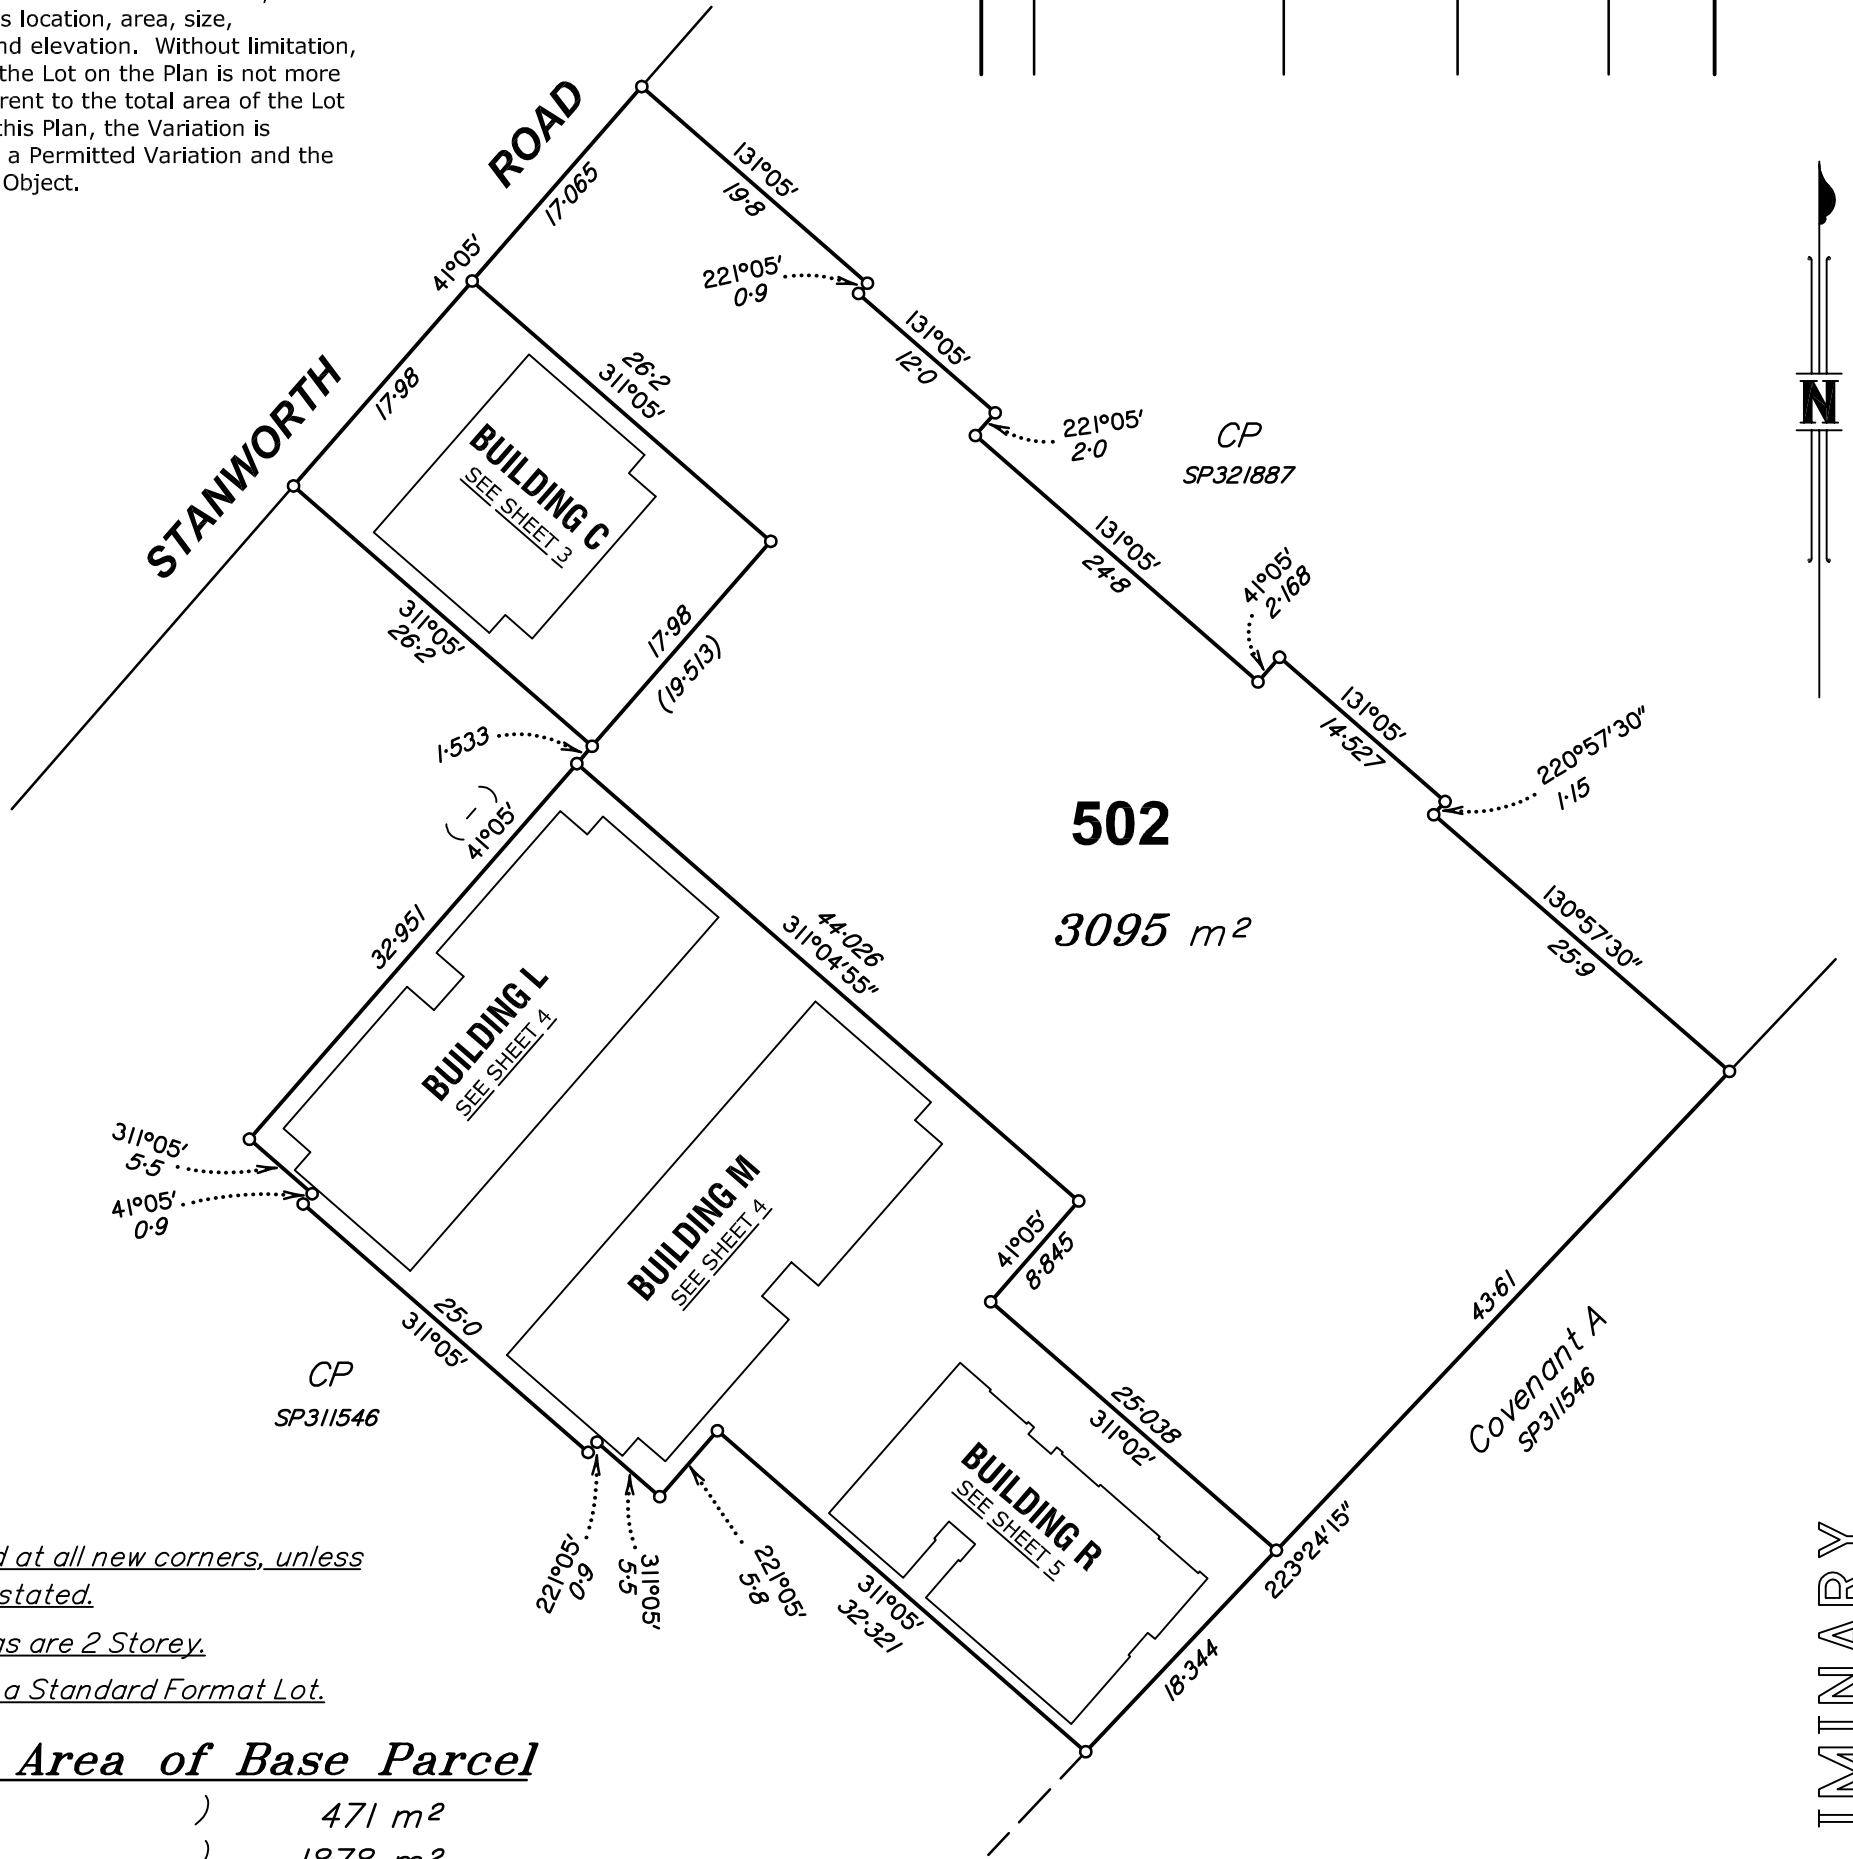 s location, area, size,
nd elevation. Without limitation,
the Lot on the Plan is not more
rent to the total area of the Lot
this Plan, the Variation is
a Permitted Variation and the
Object.
STANWORTH ROAD
17·065
41°05'
17·98
131°05'
19·8
221°05'
0·9
131°05'
12·0
221°05'
2·0
CP
SP321887
26·2
311°05'
BUILDING C
SEE SHEET 3
131°05'
24·8
41°05'
2·168
N
311°05'
26·2
17·98
(19·513)
131°05'
14·527
220°57'30"
1·15
1·533
( – )
41°05'
502
3095 m²
130°57'30"
25·9
32·951
44·026
311°04'55"
BUILDING L
SEE SHEET 4
311°05'
5·5
41°05'
0·9
BUILDING M
SEE SHEET 4
41°05'
8·845
43·61
Covenant A
SP311546
25·0
311°05'
CP
SP311546
25·038
311°02'
BUILDING R
SEE SHEET 5
223°24'15"
221°05'
0·9
311°05'
5·5
221°05'
5·8
311°05'
32·321
18·344
d at all new corners, unless
stated.
gs are 2 Storey.
a Standard Format Lot.
Area of Base Parcel
) 471 m²
) 1878 m²
IMINARY